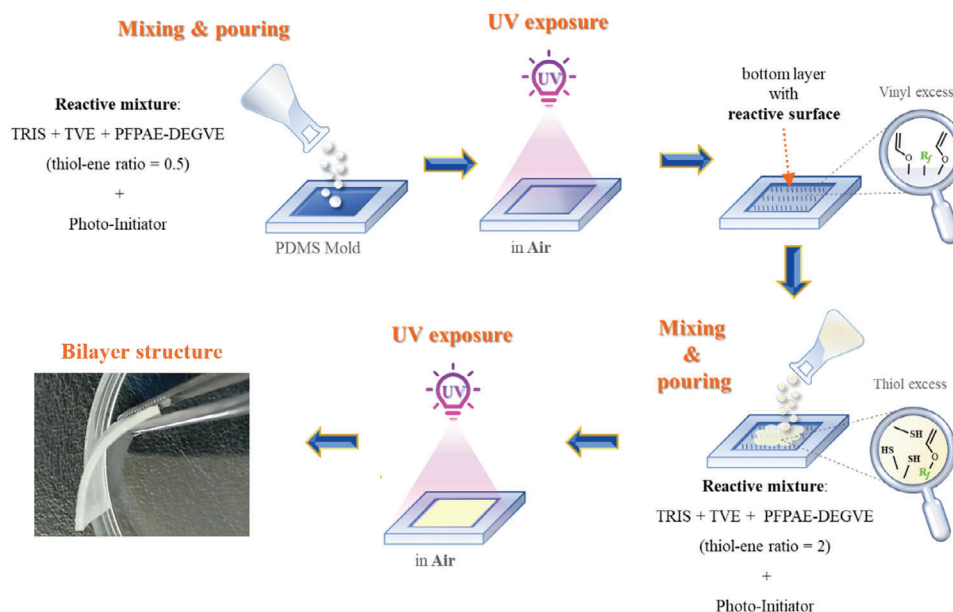 Mixing & pouring
Reactive mixture:
TRIS + TVE + PFPAE-DEGVE
(thiol-ene ratio = 0.5)
+
Photo-Initiator
PDMS Mold
UV exposure
UV
in Air
bottom layer
with
reactive surface
Vinyl excess
O
Rf
O
Mixing
&
pouring
Thiol excess
SH
HS
SH
O
Rf
Reactive mixture:
TRIS + TVE + PFPAE-DEGVE
(thiol-ene ratio = 2)
+
Photo-Initiator
UV exposure
UV
in Air
Bilayer structure